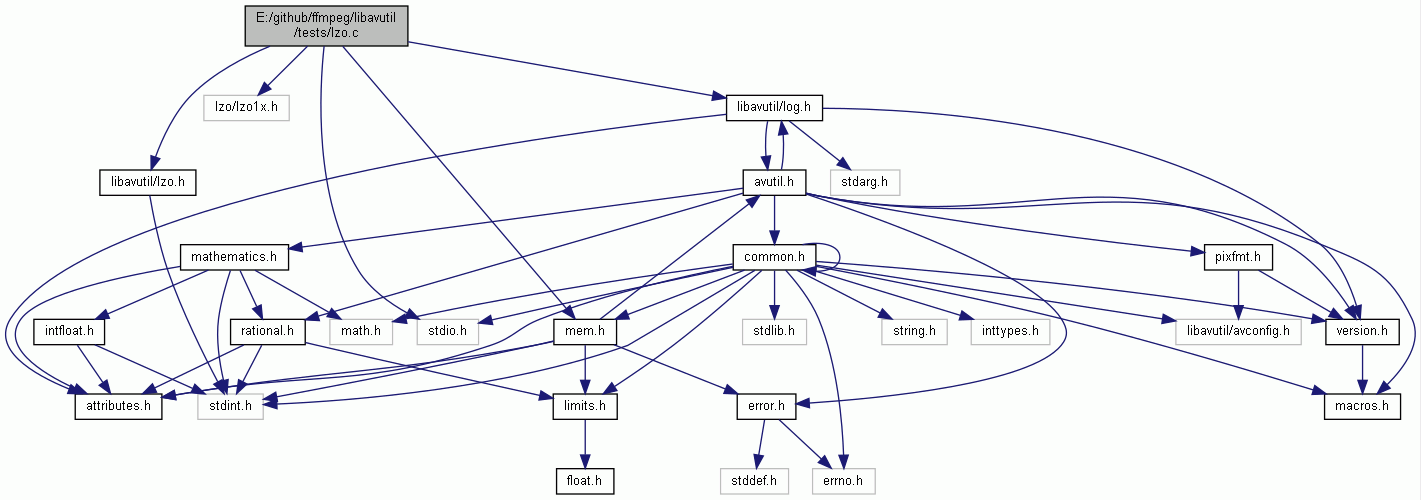 E:/github/ffmpeg/libavutil
/tests/lzo.c
lzo/lzo1x.h
libavutil/log.h
libavutil/lzo.h
avutil.h
stdarg.h
mathematics.h
common.h
pixfmt.h
intfloat.h
rational.h
math.h
stdio.h
mem.h
stdlib.h
string.h
inttypes.h
libavutil/avconfig.h
version.h
attributes.h
stdint.h
limits.h
error.h
macros.h
float.h
stddef.h
errno.h